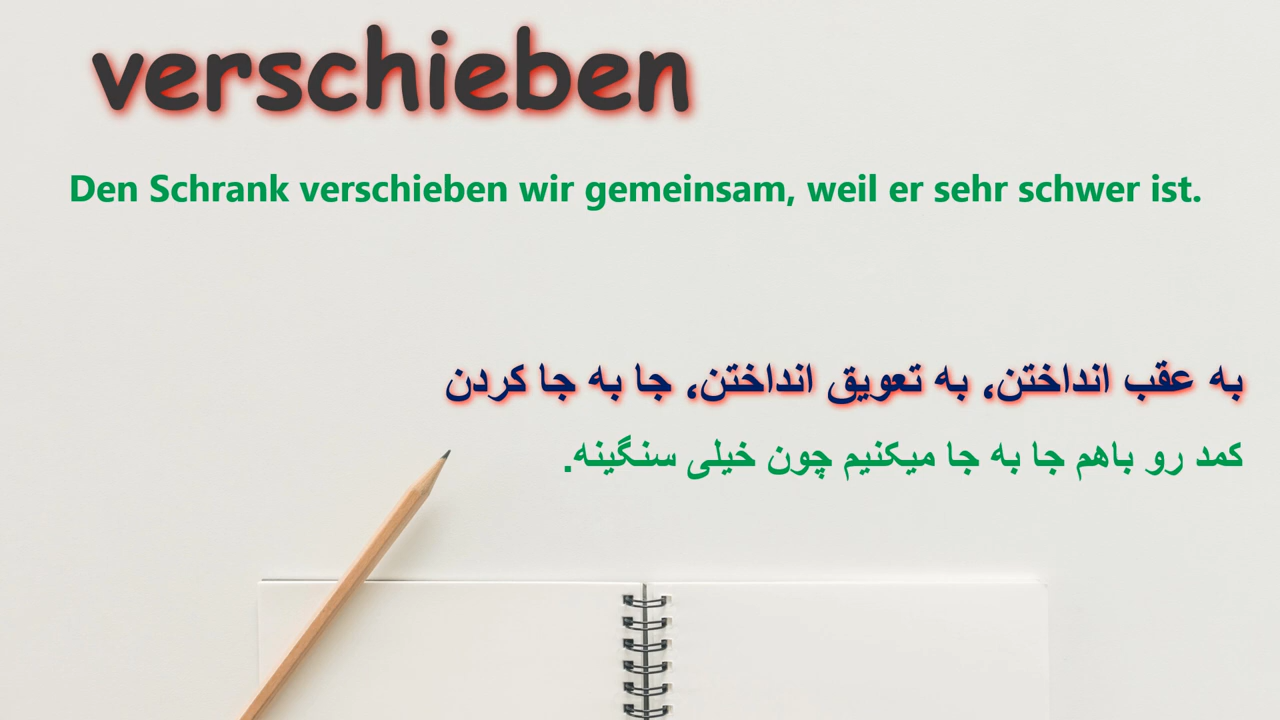 verschieben
Den Schrank verschieben wir gemeinsam, weil er sehr schwer ist.
به عقب انداختن، به تعویق انداختن، جا به جا کردن
کمد رو باهم جا به جا میکنیم چون خیلی سنگینه.